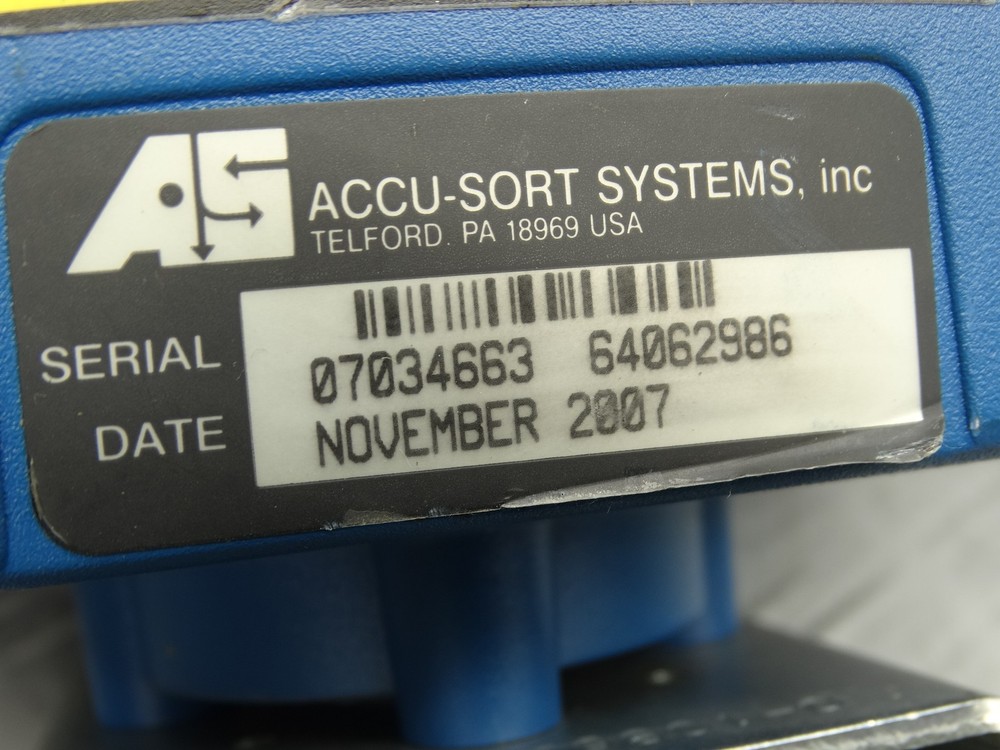 AS
ACCU-SORT SYSTEMS, inc
TELFORD. PA 18969 USA
SERIAL
07034663 64062986
DATE
NOVEMBER 2007